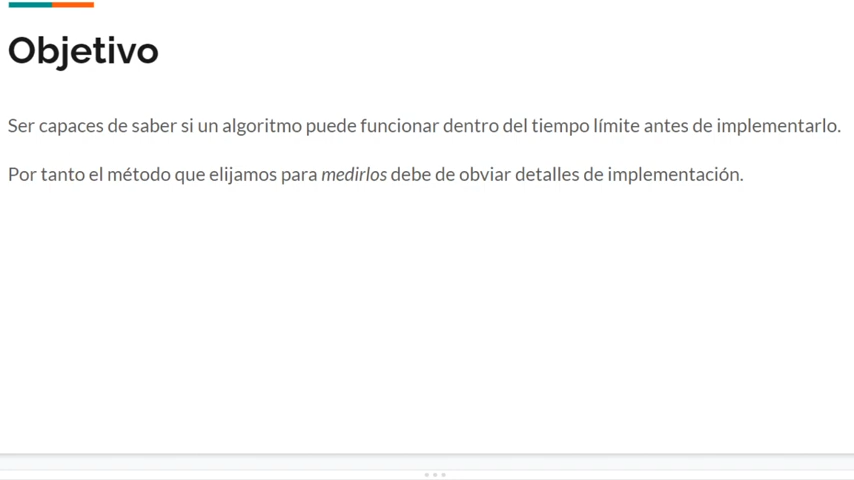 Objetivo
Ser capaces de saber si un algoritmo puede funcionar dentro del tiempo límite antes de implementarlo.
Por tanto el método que elijamos para medirlos debe de obviar detalles de implementación.